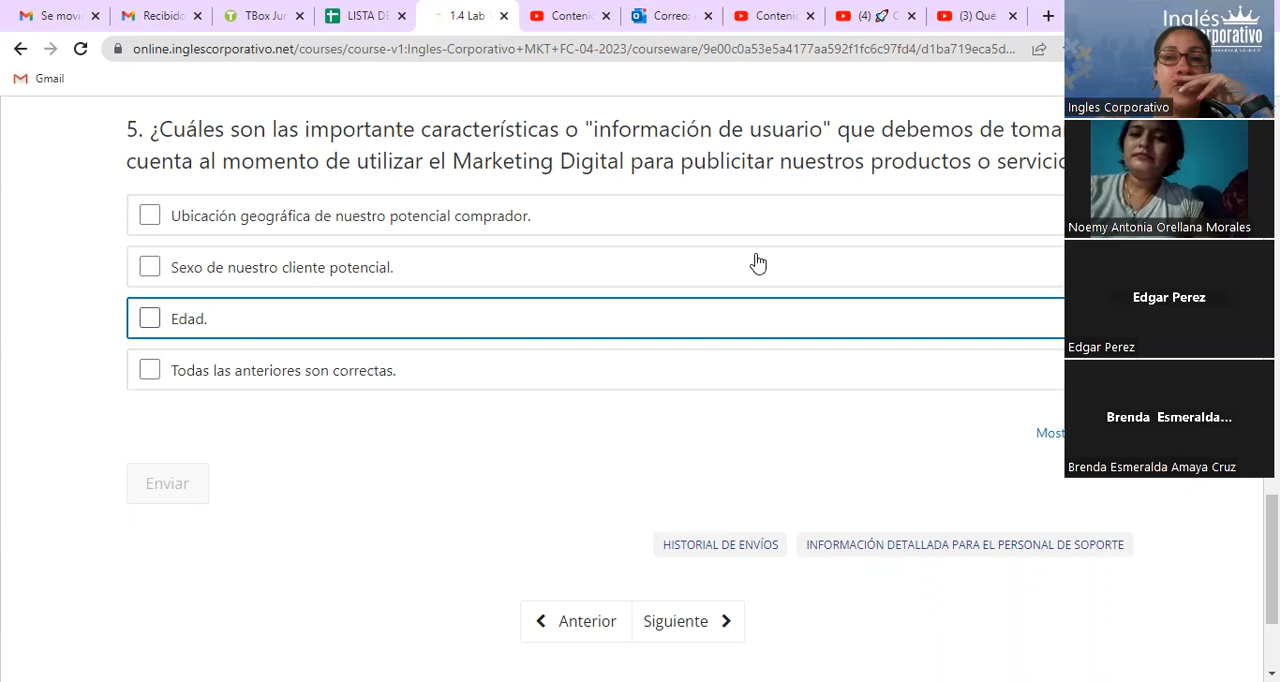 Se movi
Recibido
TBox Jur
LISTA DE
1.4 Lab
Conteni
Correo:
Conteni
(4) 🚀 C
(3) Qué
online.inglescorporativo.net/courses/course-v1:Ingles-Corporativo+MKT+FC-04-2023/courseware/9e00c0a53e5a4177aa592f1fc6c97fd4/d1ba719eca5d...
Gmail
5. ¿Cuáles son las importante características o "información de usuario" que debemos de toma
cuenta al momento de utilizar el Marketing Digital para publicitar nuestros productos o servicio
Ubicación geográfica de nuestro potencial comprador.
Sexo de nuestro cliente potencial.
Edad.
Todas las anteriores son correctas.
Most
Enviar
HISTORIAL DE ENVÍOS
INFORMACIÓN DETALLADA PARA EL PERSONAL DE SOPORTE
Anterior
Siguiente
Inglés
Ingles Corporativo
Noemy Antonia Orellana Morales
Edgar Perez
Edgar Perez
Brenda Esmeralda...
Brenda Esmeralda Amaya Cruz